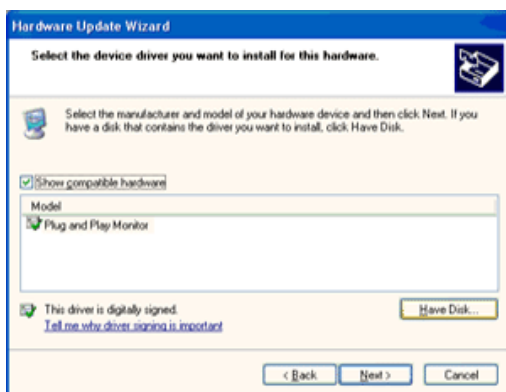 Hardware Update Wizard
Select the device driver you want to install for this hardware.
Select the manufacturer and model of your hardware device and then click Next. If you
have a disk that contains the driver you want to install, click Have Disk.
Show compatible hardware
Model
Plug and Play Monitor
This driver is digitally signed.
Tell me why driver signing is important
Have Disk...
< Back
Next >
Cancel